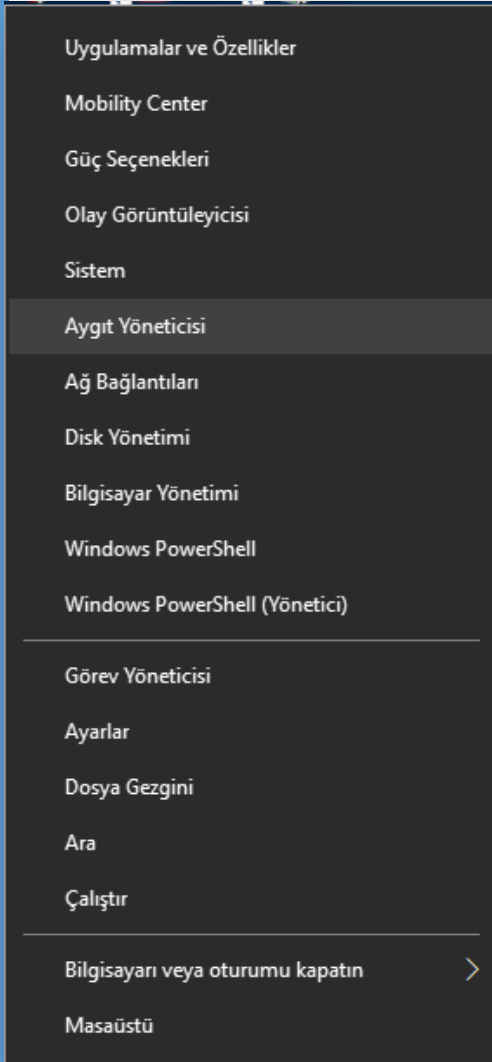 Uygulamalar ve Özellikler
Mobility Center
Güç Seçenekleri
Olay Görüntüleyicisi
Sistem
Aygıt Yöneticisi
Ağ Bağlantıları
Disk Yönetimi
Bilgisayar Yönetimi
Windows PowerShell
Windows PowerShell (Yönetici)
Görev Yöneticisi
Ayarlar
Dosya Gezgini
Ara
Çalıştır
Bilgisayarı veya oturumu kapatın
Masaüstü